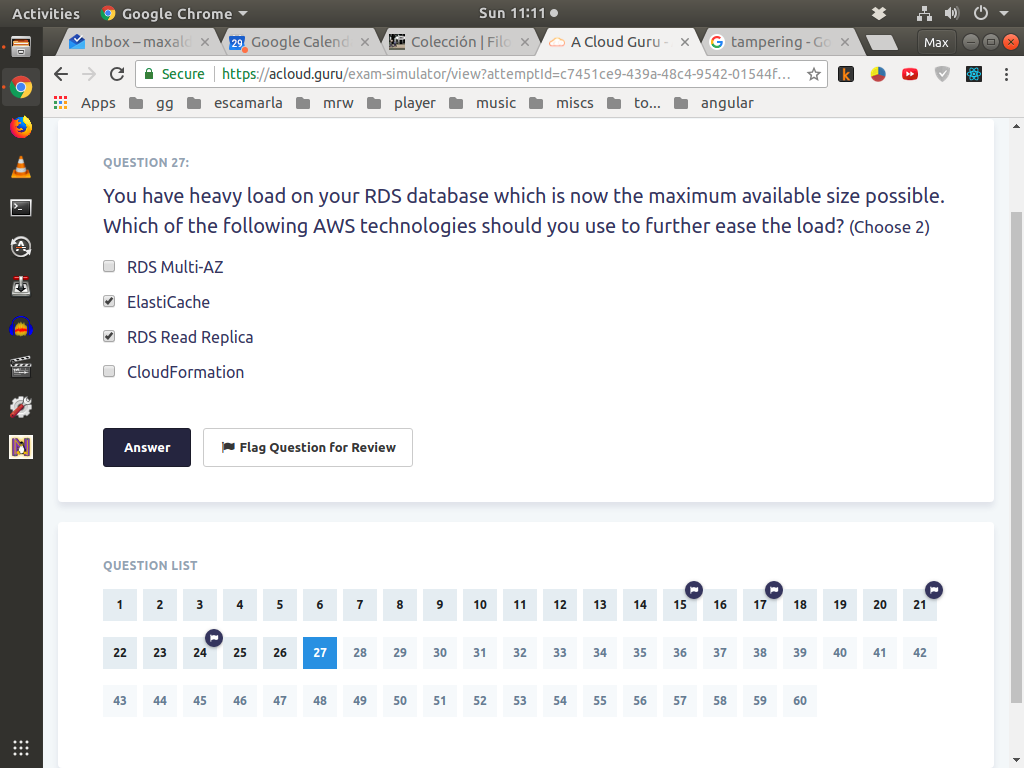 Activities Google Chrome Sun 11:11
Inbox – maxald Google Calend Colección | Filo A Cloud Guru - tampering - Go Max
Secure https://acloud.guru/exam-simulator/view?attemptId=c7451ce9-439a-48c4-9542-01544f...
Apps gg escamarla mrw player music miscs to... angular
QUESTION 27:
You have heavy load on your RDS database which is now the maximum available size possible.
Which of the following AWS technologies should you use to further ease the load? (Choose 2)
RDS Multi-AZ
ElastiCache
RDS Read Replica
CloudFormation
Answer Flag Question for Review
QUESTION LIST
1 2 3 4 5 6 7 8 9 10 11 12 13 14 15 16 17 18 19 20 21
22 23 24 25 26 27 28 29 30 31 32 33 34 35 36 37 38 39 40 41 42
43 44 45 46 47 48 49 50 51 52 53 54 55 56 57 58 59 60